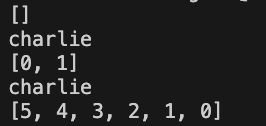 []
charlie
[0, 1]
charlie
[5, 4, 3, 2, 1, 0]